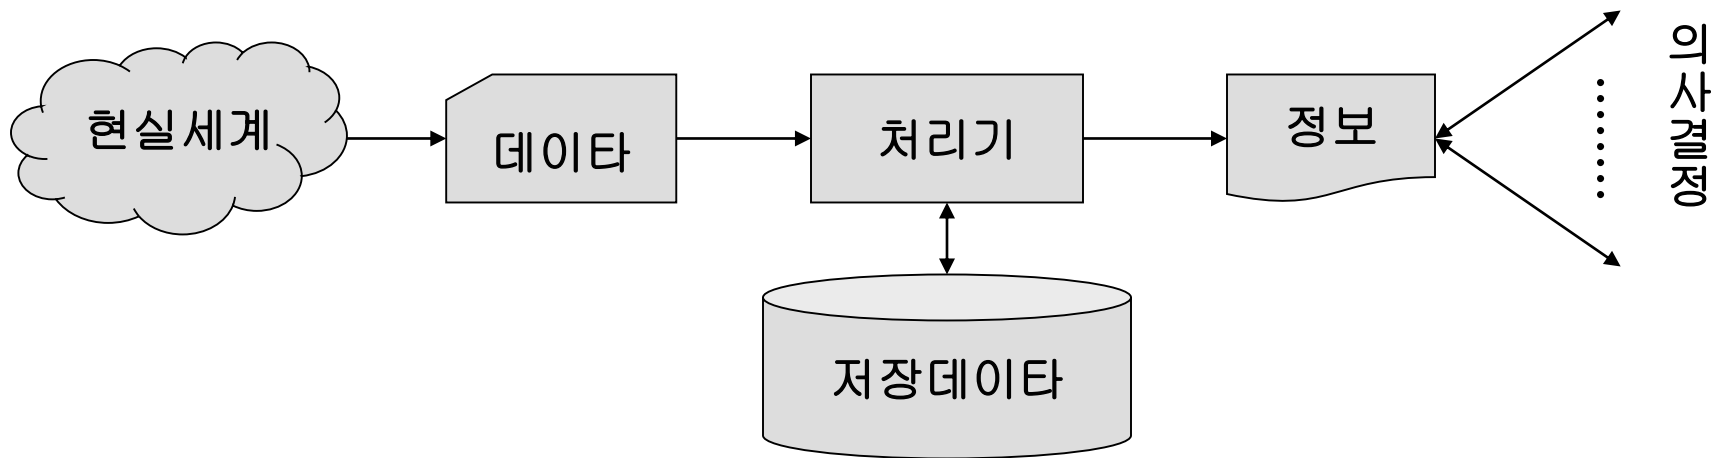 현실세계
데이타
처리기
정보
의사결정
저장데이타